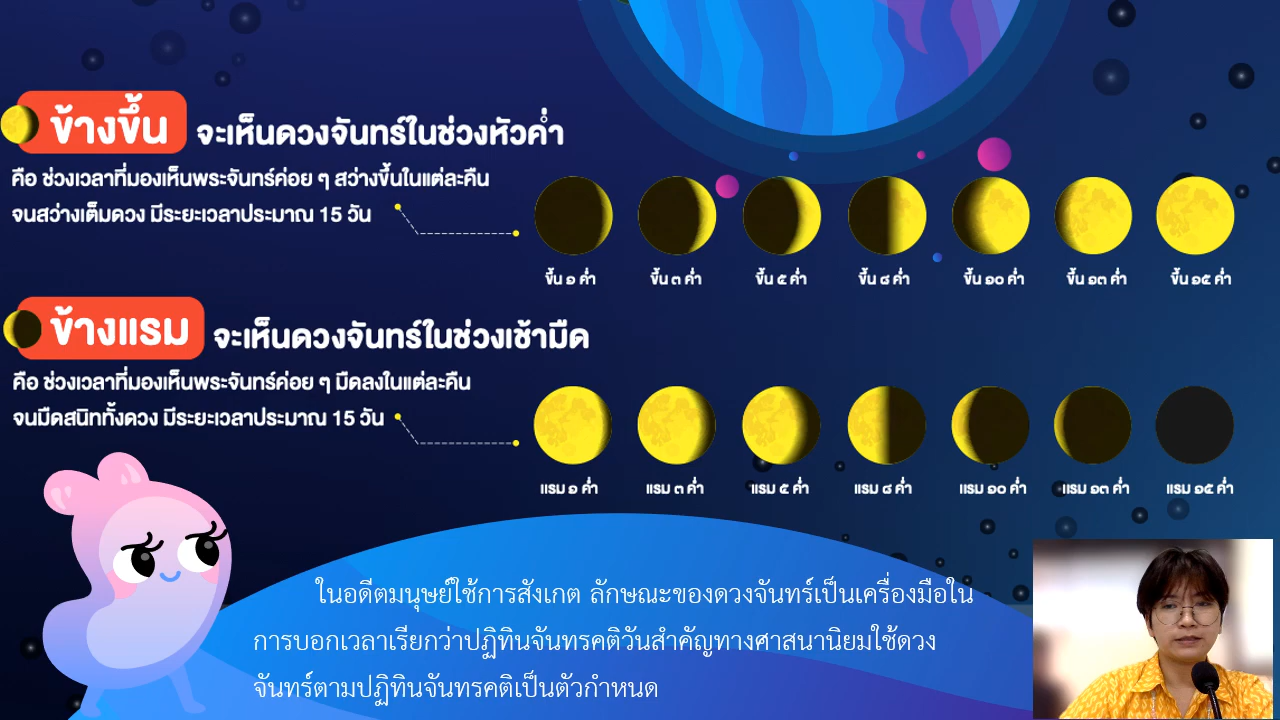 ข้างขึ้น จะเห็นดวงจันทร์ในช่วงหัวค่ำ
คือ ช่วงเวลาที่มองเห็นพระจันทร์ค่อย ๆ สว่างขึ้นในแต่ละคืน
จนสว่างเต็มดวง มีระยะเวลาประมาณ 15 วัน
ขึ้น ๑ ค่ำ ขึ้น ๓ ค่ำ ขึ้น ๕ ค่ำ ขึ้น ๘ ค่ำ ขึ้น ๑๐ ค่ำ ขึ้น ๑๓ ค่ำ ขึ้น ๑๕ ค่ำ
ข้างแรม จะเห็นดวงจันทร์ในช่วงเช้ามืด
คือ ช่วงเวลาที่มองเห็นพระจันทร์ค่อย ๆ มืดลงในแต่ละคืน
จนมืดสนิททั้งดวง มีระยะเวลาประมาณ 15 วัน
แรม ๑ ค่ำ แรม ๓ ค่ำ แรม ๕ ค่ำ แรม ๘ ค่ำ แรม ๑๐ ค่ำ แรม ๑๓ ค่ำ แรม ๑๕ ค่ำ
ในอดีตมนุษย์ใช้การสังเกต ลักษณะของดวงจันทร์เป็นเครื่องมือใน
การบอกเวลาเรียกว่าปฏิทินจันทรคติวันสำคัญทางศาสนานิยมใช้ดวง
จันทร์ตามปฏิทินจันทรคติเป็นตัวกำหนด